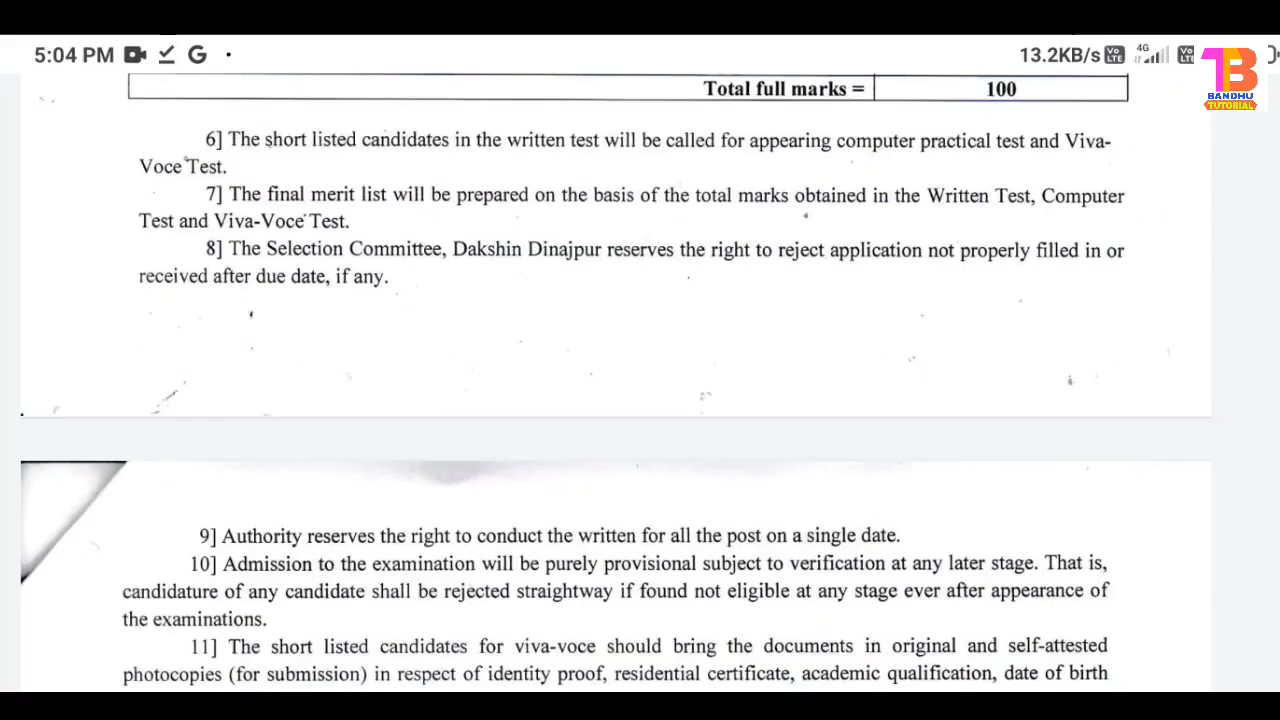 5:04 PM G
13.2KB/s Vo LTE 4G Vo LTE
TB
BANDHU
TUTORIAL
Total full marks = 100
6] The short listed candidates in the written test will be called for appearing computer practical test and Viva-
Voce Test.
7] The final merit list will be prepared on the basis of the total marks obtained in the Written Test, Computer
Test and Viva-Voce Test.
8] The Selection Committee, Dakshin Dinajpur reserves the right to reject application not properly filled in or
received after due date, if any.
9] Authority reserves the right to conduct the written for all the post on a single date.
10] Admission to the examination will be purely provisional subject to verification at any later stage. That is,
candidature of any candidate shall be rejected straightway if found not eligible at any stage ever after appearance of
the examinations.
11] The short listed candidates for viva-voce should bring the documents in original and self-attested
photocopies (for submission) in respect of identity proof, residential certificate, academic qualification, date of birth